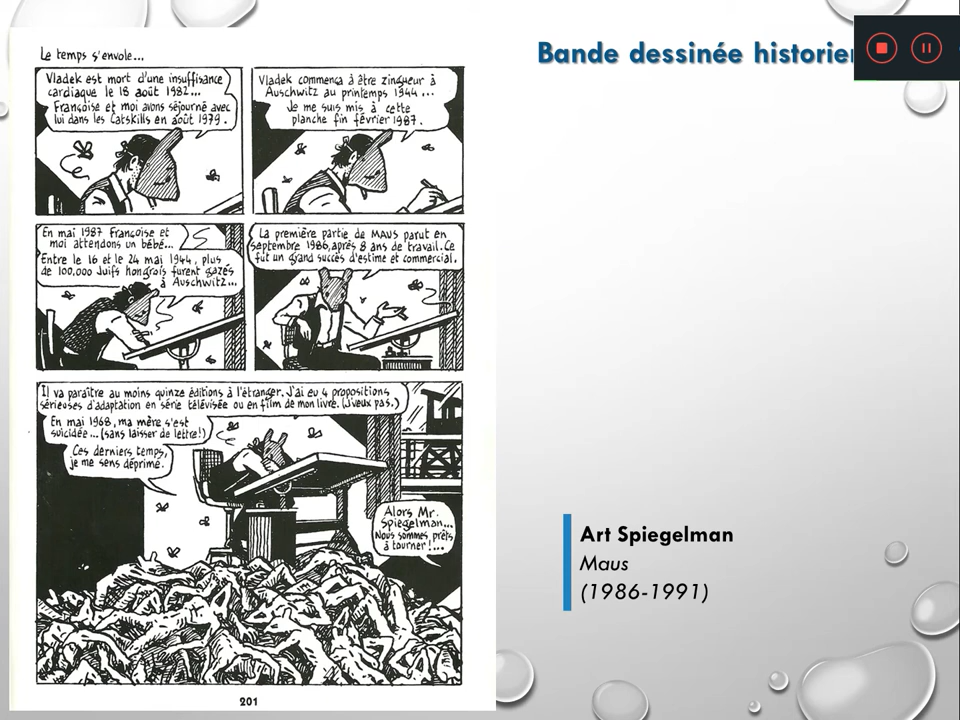 Le temps s'envole...
Vladek est mort d'une insuffisance
cardiaque le 18 août 1982...
Françoise et moi avons séjourné avec
lui dans les Catskills en août 1979.
Vladek commença à être zingueur à
Auschwitz au printemps 1944...
Je me suis mis à cette
planche fin février 1987.
En mai 1987 Françoise et
moi attendons un bébé...
Entre le 16 et le 24 mai 1944, plus
de 100,000 Juifs hongrois furent gazés
à Auschwitz...
La première partie de MAUS parut en
septembre 1986, après 8 ans de travail. Ce
fut un grand succès d'estime et commercial.
Il va paraître au moins quinze éditions à l'étranger. J'ai eu 4 propositions
sérieuses d'adaptation en série télévisée ou en film de mon livre. (J'veux pas.)
En mai 1968, ma mère s'est
suicidée... (sans laisser de lettre!)
Ces derniers temps,
je me sens déprimé.
Alors Mr.
Spiegelman...
Nous sommes prêts
à tourner!...
201
Bande dessinée historien
Art Spiegelman
Maus
(1986-1991)